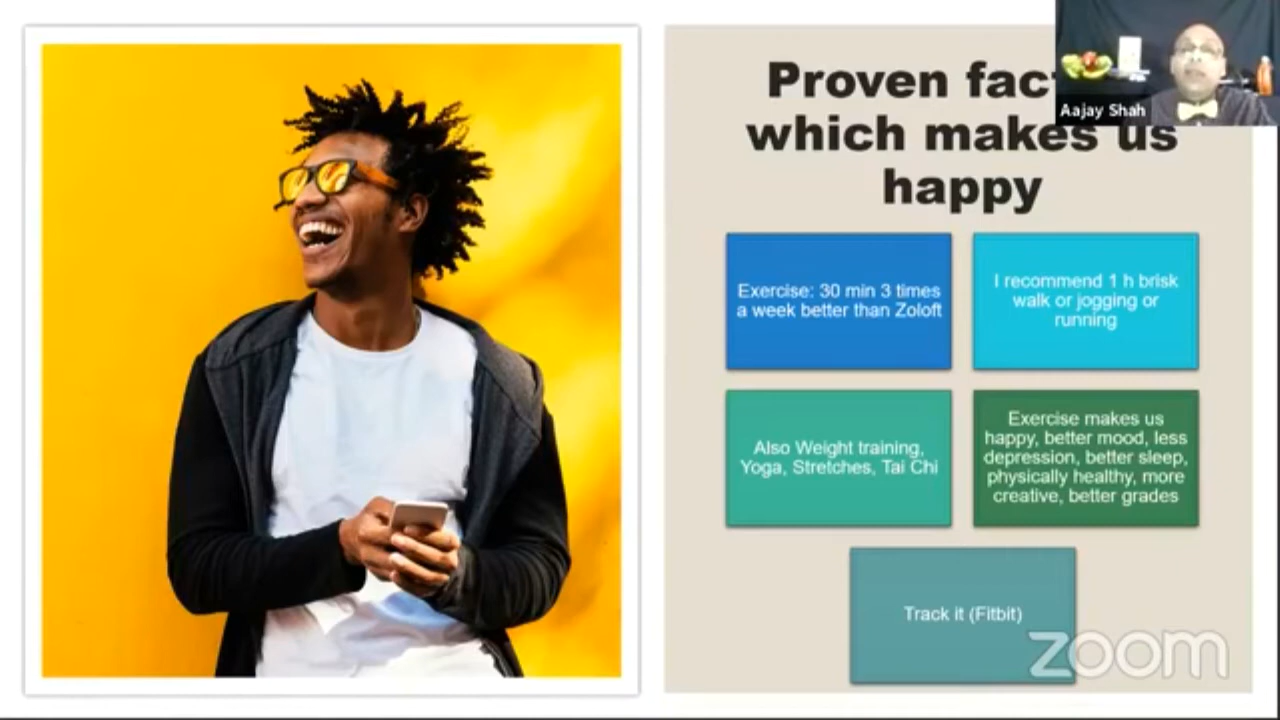 Proven fac
which makes us
happy
Aajay Shah
Exercise: 30 min 3 times
a week better than Zoloft
I recommend 1 h brisk
walk or jogging or
running
Also Weight training,
Yoga, Stretches, Tai Chi
Exercise makes us
happy, better mood, less
depression, better sleep,
physically healthy, more
creative, better grades
Track it (Fitbit)
zoom